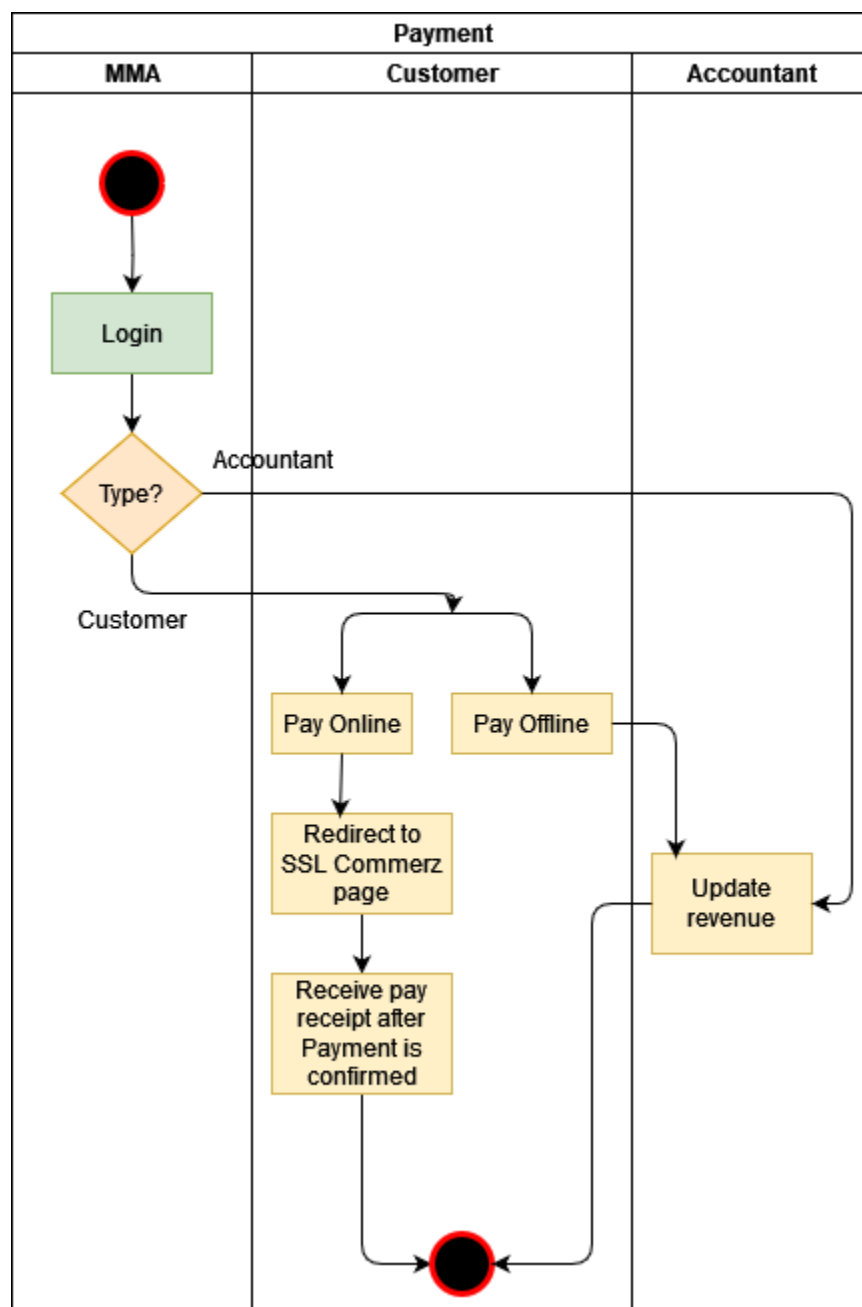 Payment
MMA
Customer
Accountant
Login
Accountant
Type?
Customer
Pay Online
Pay Offline
Redirect to
SSL Commerz
page
Update
revenue
Receive pay
receipt after
Payment is
confirmed